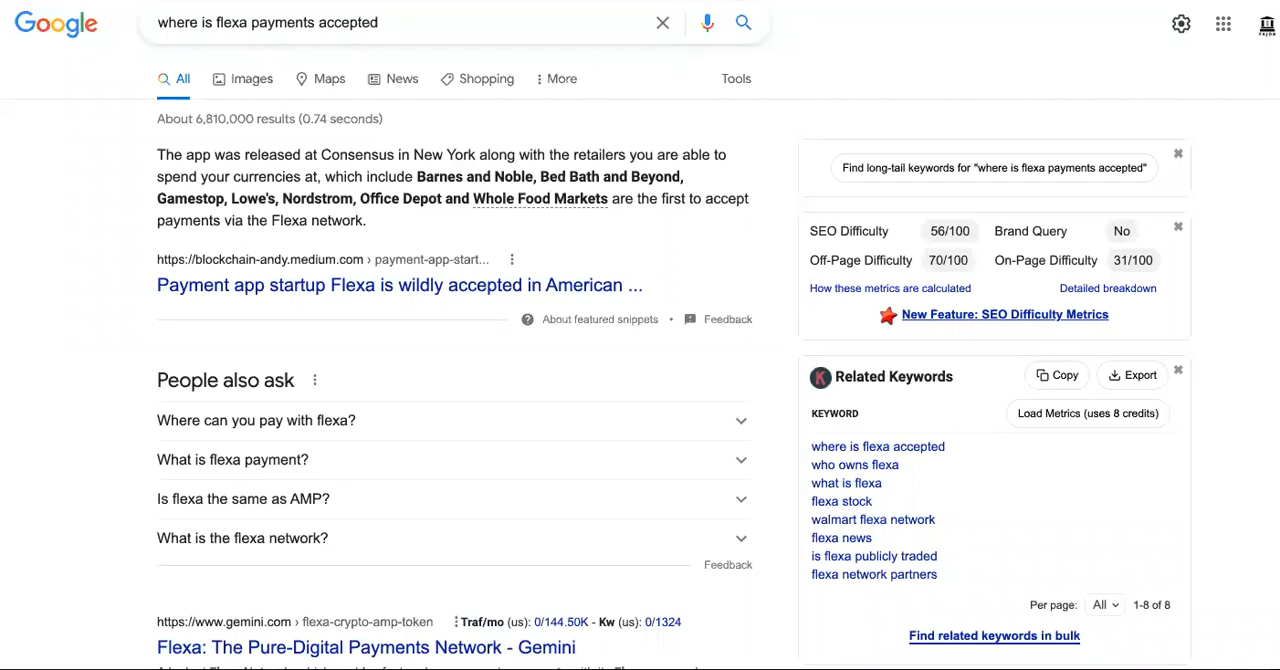 Google
where is flexa payments accepted
All
Images
Maps
News
Shopping
More
Tools
About 6,810,000 results (0.74 seconds)
The app was released at Consensus in New York along with the retailers you are able to
spend your currencies at, which include Barnes and Noble, Bed Bath and Beyond,
Gamestop, Lowe's, Nordstrom, Office Depot and Whole Food Markets are the first to accept
payments via the Flexa network.
https://blockchain-andy.medium.com › payment-app-start...
Payment app startup Flexa is wildly accepted in American ...
About featured snippets • Feedback
People also ask
Where can you pay with flexa?
What is flexa payment?
Is flexa the same as AMP?
What is the flexa network?
Feedback
https://www.gemini.com › flexa-crypto-amp-token
Traf/mo (us): 0/144.50K - Kw (us): 0/1324
Flexa: The Pure-Digital Payments Network - Gemini
Find long-tail keywords for "where is flexa payments accepted"
SEO Difficulty 56/100 Brand Query No
Off-Page Difficulty 70/100 On-Page Difficulty 31/100
How these metrics are calculated Detailed breakdown
New Feature: SEO Difficulty Metrics
K Related Keywords Copy Export
KEYWORD Load Metrics (uses 8 credits)
where is flexa accepted
who owns flexa
what is flexa
flexa stock
walmart flexa network
flexa news
is flexa publicly traded
flexa network partners
Per page: All 1-8 of 8
Find related keywords in bulk